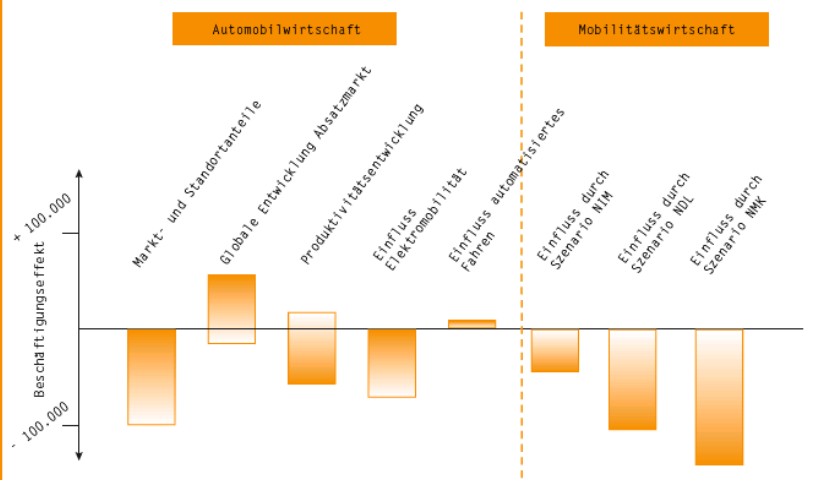 Automobilwirtschaft
Mobilitätswirtschaft
Markt- und Standortanteile
Globale Entwicklung Absatzmarkt
Produktivitätsentwicklung
Einfluss
Elektromobilität
Einfluss automatisiertes
Fahren
Einfluss durch
Szenario NIM
Einfluss durch
Szenario NDL
Einfluss durch
Szenario NMK
+ 100.000
Beschäftigungseffekt
- 100.000